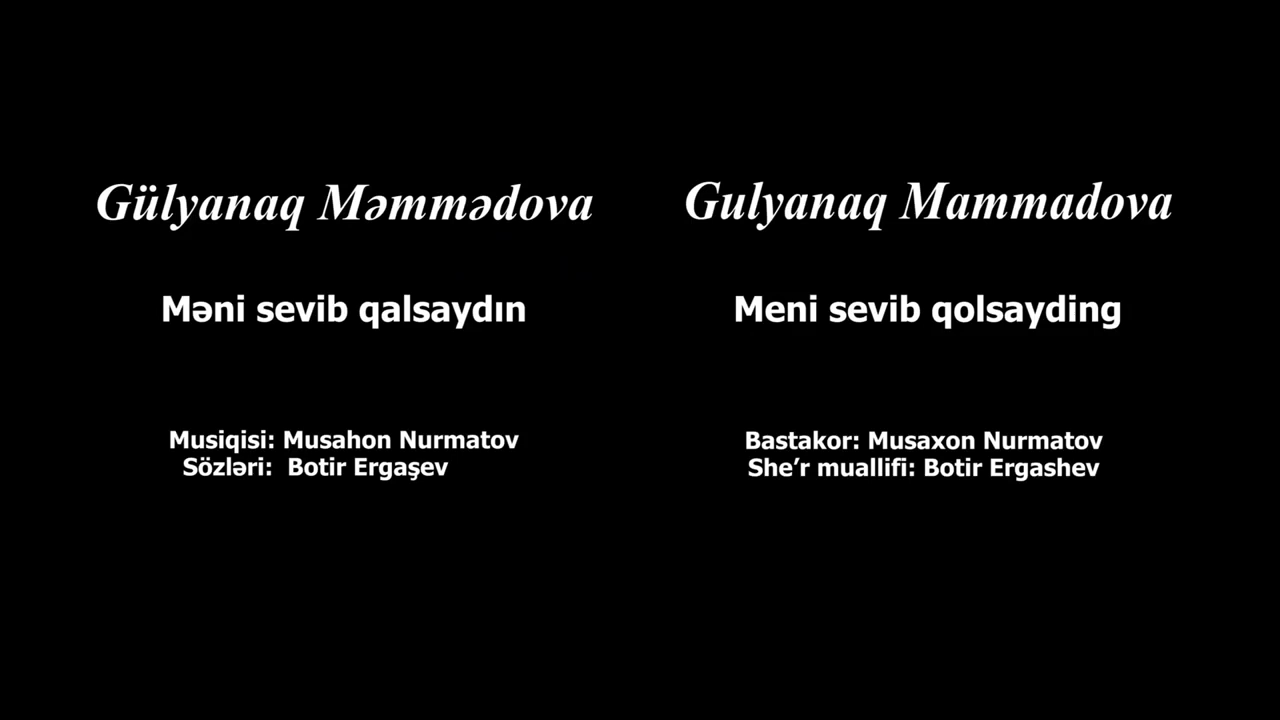 Gülyanaq Məmmədova
Məni sevib qalsaydın
Musiqisi: Musahon Nurmatov
Sözləri: Botir Ergaşev
Gulyanaq Mammadova
Meni sevib qolsayding
Bastakor: Musaxon Nurmatov
She’r muallifi: Botir Ergashev